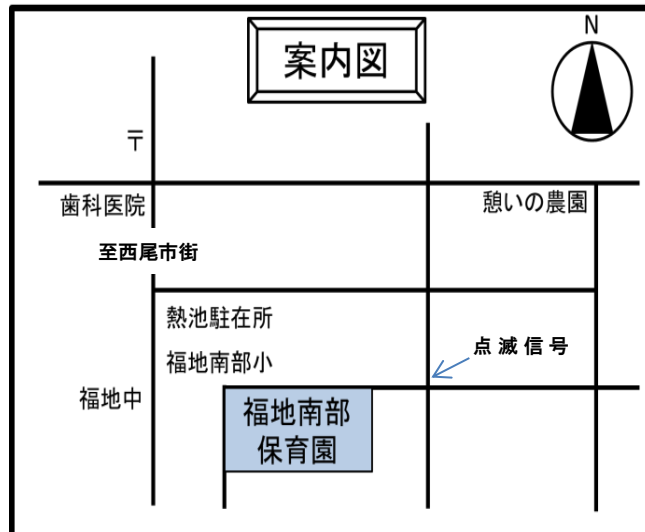 案内図
N
〒
歯科医院
憩いの農園
至西尾市街
熱池駐在所
点滅信号
福地南部小
福地中
福地南部
保育園